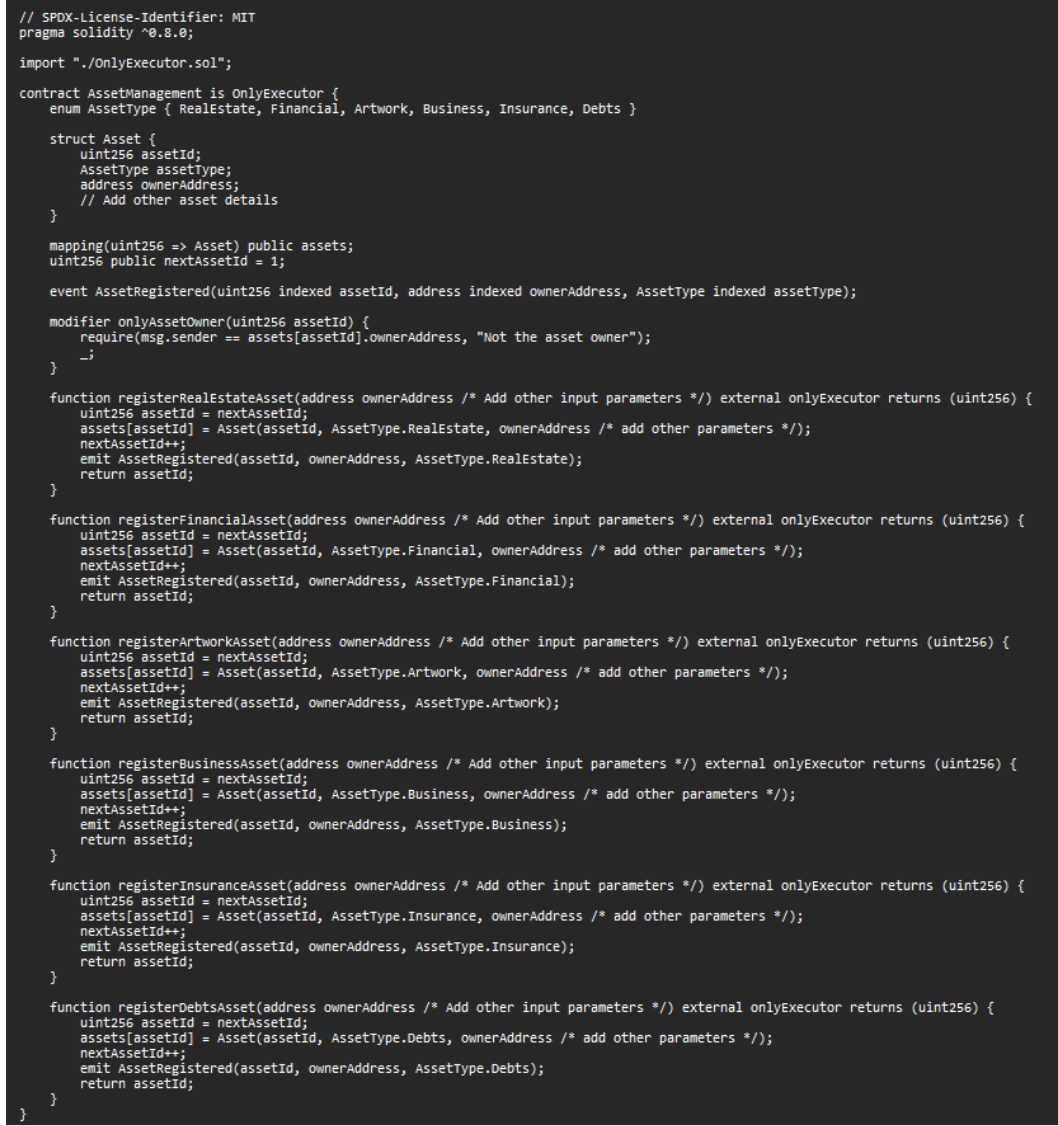 // SPDX-License-Identifier: MIT
pragma solidity ^0.8.0;

import "./OnlyExecutor.sol";

contract AssetManagement is OnlyExecutor {
    enum AssetType { RealEstate, Financial, Artwork, Business, Insurance, Debts }

    struct Asset {
        uint256 assetId;
        AssetType assetType;
        address ownerAddress;
        // Add other asset details
    }

    mapping(uint256 => Asset) public assets;
    uint256 public nextAssetId = 1;

    event AssetRegistered(uint256 indexed assetId, address indexed ownerAddress, AssetType indexed assetType);

    modifier onlyAssetOwner(uint256 assetId) {
        require(msg.sender == assets[assetId].ownerAddress, "Not the asset owner");
        _;
    }

    function registerRealEstateAsset(address ownerAddress /* Add other input parameters */) external onlyExecutor returns (uint256) {
        uint256 assetId = nextAssetId;
        assets[assetId] = Asset(assetId, AssetType.RealEstate, ownerAddress /* add other parameters */);
        nextAssetId++;
        emit AssetRegistered(assetId, ownerAddress, AssetType.RealEstate);
        return assetId;
    }

    function registerFinancialAsset(address ownerAddress /* Add other input parameters */) external onlyExecutor returns (uint256) {
        uint256 assetId = nextAssetId;
        assets[assetId] = Asset(assetId, AssetType.Financial, ownerAddress /* add other parameters */);
        nextAssetId++;
        emit AssetRegistered(assetId, ownerAddress, AssetType.Financial);
        return assetId;
    }

    function registerArtworkAsset(address ownerAddress /* Add other input parameters */) external onlyExecutor returns (uint256) {
        uint256 assetId = nextAssetId;
        assets[assetId] = Asset(assetId, AssetType.Artwork, ownerAddress /* add other parameters */);
        nextAssetId++;
        emit AssetRegistered(assetId, ownerAddress, AssetType.Artwork);
        return assetId;
    }

    function registerBusinessAsset(address ownerAddress /* Add other input parameters */) external onlyExecutor returns (uint256) {
        uint256 assetId = nextAssetId;
        assets[assetId] = Asset(assetId, AssetType.Business, ownerAddress /* add other parameters */);
        nextAssetId++;
        emit AssetRegistered(assetId, ownerAddress, AssetType.Business);
        return assetId;
    }

    function registerInsuranceAsset(address ownerAddress /* Add other input parameters */) external onlyExecutor returns (uint256) {
        uint256 assetId = nextAssetId;
        assets[assetId] = Asset(assetId, AssetType.Insurance, ownerAddress /* add other parameters */);
        nextAssetId++;
        emit AssetRegistered(assetId, ownerAddress, AssetType.Insurance);
        return assetId;
    }

    function registerDebtsAsset(address ownerAddress /* Add other input parameters */) external onlyExecutor returns (uint256) {
        uint256 assetId = nextAssetId;
        assets[assetId] = Asset(assetId, AssetType.Debts, ownerAddress /* add other parameters */);
        nextAssetId++;
        emit AssetRegistered(assetId, ownerAddress, AssetType.Debts);
        return assetId;
    }
}